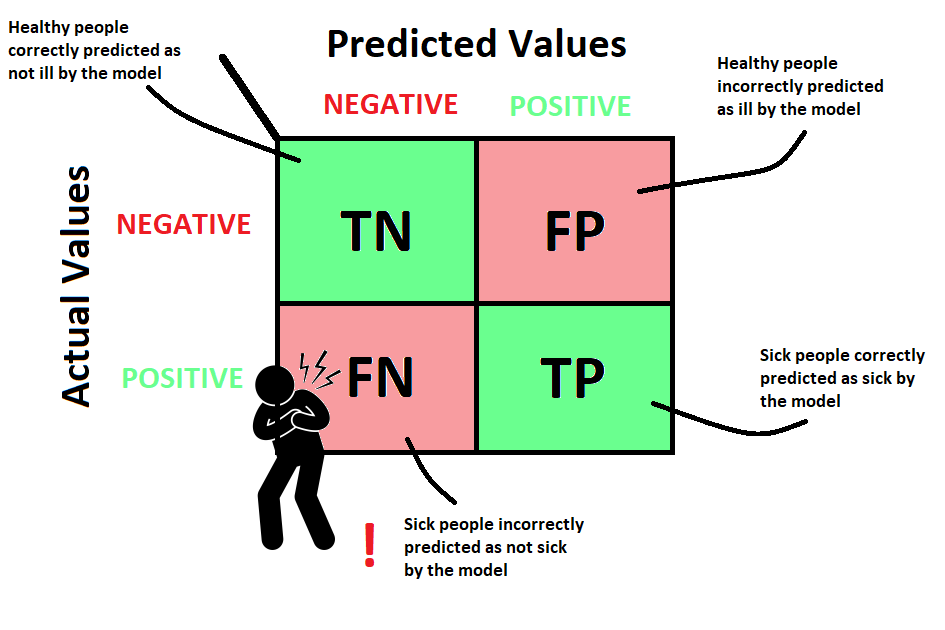 Healthy people
correctly predicted as
not ill by the model
Predicted Values
Healthy people
incorrectly predicted
as ill by the model
NEGATIVE
POSITIVE
Actual Values
NEGATIVE
TN
FP
POSITIVE
FN
TP
Sick people correctly
predicted as sick by
the model
!
Sick people incorrectly
predicted as not sick
by the model